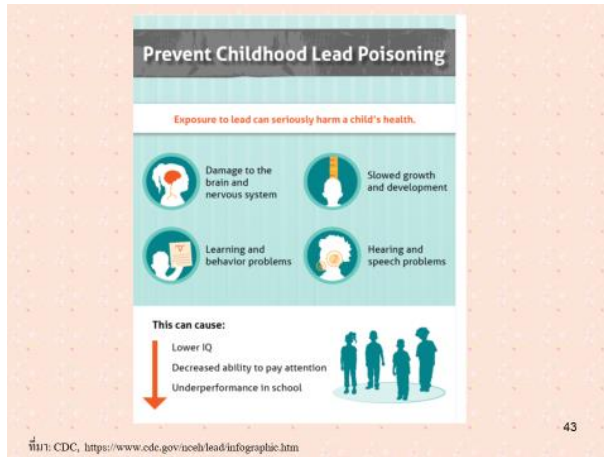 Prevent Childhood Lead Poisoning
Exposure to lead can seriously harm a child's health.
Damage to the
brain and
nervous system
Slowed growth
and development
Learning and
behavior problems
Hearing and
speech problems
This can cause:
Lower IQ
Decreased ability to pay attention
Underperformance in school
43
ที่มา: CDC, https://www.cdc.gov/nceh/lead/infographic.htm